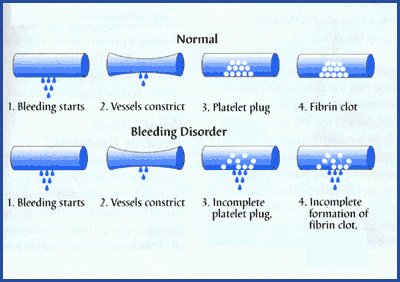 Normal
1. Bleeding starts 2. Vessels constrict 3. Platelet plug 4. Fibrin clot
Bleeding Disorder
1. Bleeding starts 2. Vessels constrict 3. Incomplete 4. Incomplete
platelet plug. formation of
fibrin clot.